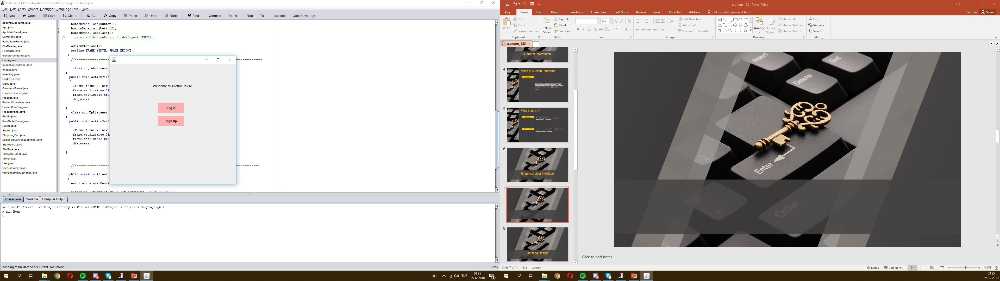 C:\Users\TTK\Desktop\bilkent\cs\cs102\proje\g6.10\Home.java
File Edit Tools Project Debugger Language Level Help
New Open Save Close Cut Copy Paste Undo Redo Find Compile Reset Run Test Javadoc Code Coverage
addProductFrame.java
App.java
AppMainPanel.java
Comments.java
deleteItemFrame.java
FileReader.java
FileWriter.java
GeneralContainer.java
Home.java
ImageGalleryPanel.java
Images.java
Inventory.java
LogInGUI.java
Menu.java
OwnItemsFrame.java
OwnItemsPanel.java
Product.java
ProductContainer.java
ProductInfoPop.java
ProductPanel.java
Profile.java
RateSellerPanel.java
Rating.java
Search.java
ShoppingCart.java
ShoppingCartProductPanel.java
SignUpGUI.java
StarRate.java
TheMainPanel.java
Timer.java
User.java
UserContainer.java
yourShopProductPanel.java
buttonPanel.add(button1);
buttonPanel.add(button2);
buttonPanel.add(label);
// panel.add(buttonPanel, BorderLayout.CENTER);
add(buttonPanel);
setSize(FRAME_WIDTH, FRAME_HEIGHT);
}
class logInListener
{
public void actionPerf
{
JFrame frame = new
frame.setSize(new Di
frame.setVisible(tru
dispose();
}
}
class signUpListener
{
public void actionPerf
{
JFrame frame = new
frame.setSize(new Di
frame.setVisible(tru
dispose();
}
}
public static void main
{
mainFrame = new Home();
mainFrame.getContentPane().setBackground( Color.YELLOW );
Welcome to AuctionHouse
Log In
Sign Up
Interactions Console Compiler Output
Welcome to DrJava. Working directory is C:\Users\TTK\Desktop\bilkent\cs\cs102\proje\g6.10
> run Home
>
Running main Method of Current Document 82:29
TUR 03:25
25.12.2018
csunum_123 - PowerPoint
File Home Insert Design Transitions Animations Slide Show Review View Office Tab Add-ins Tell me what you want to do... Sign in Share
Paste
Cut
Copy
Format Painter
Clipboard
New Slide
Layout
Reset
Section
Slides
14+
B I U S abc AV Aa A
Font
Text Direction
Align Text
Convert to SmartArt
Paragraph
Arrange
Quick Styles
Shape Fill
Shape Outline
Shape Effects
Drawing
Find
Replace
Select
Editing
csunum_123
General Information
4
What is Auction Platform?
5
Why to use it?
6
Graphical User Interface
7
8
Detailed Design
Insert
End
Delete
Enter
Shift
Click to add notes
Slide 7 of 14 Turkish Notes Comments %139
03:25
25.12.2018